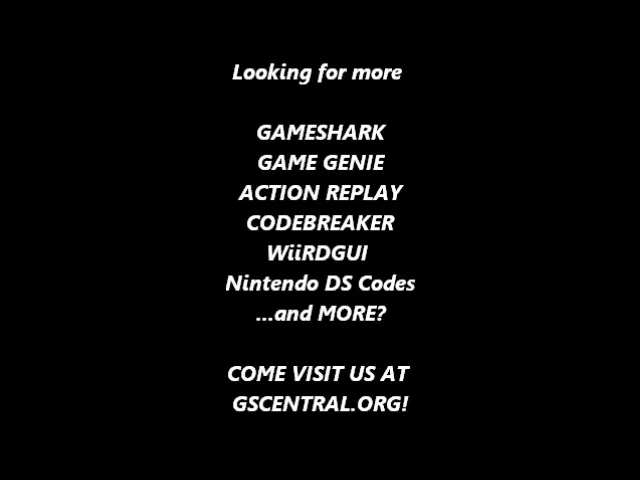 Looking for more
GAMESHARK
GAME GENIE
ACTION REPLAY
CODEBREAKER
WiiRDGUI
Nintendo DS Codes
...and MORE?
COME VISIT US AT
GSCENTRAL.ORG!